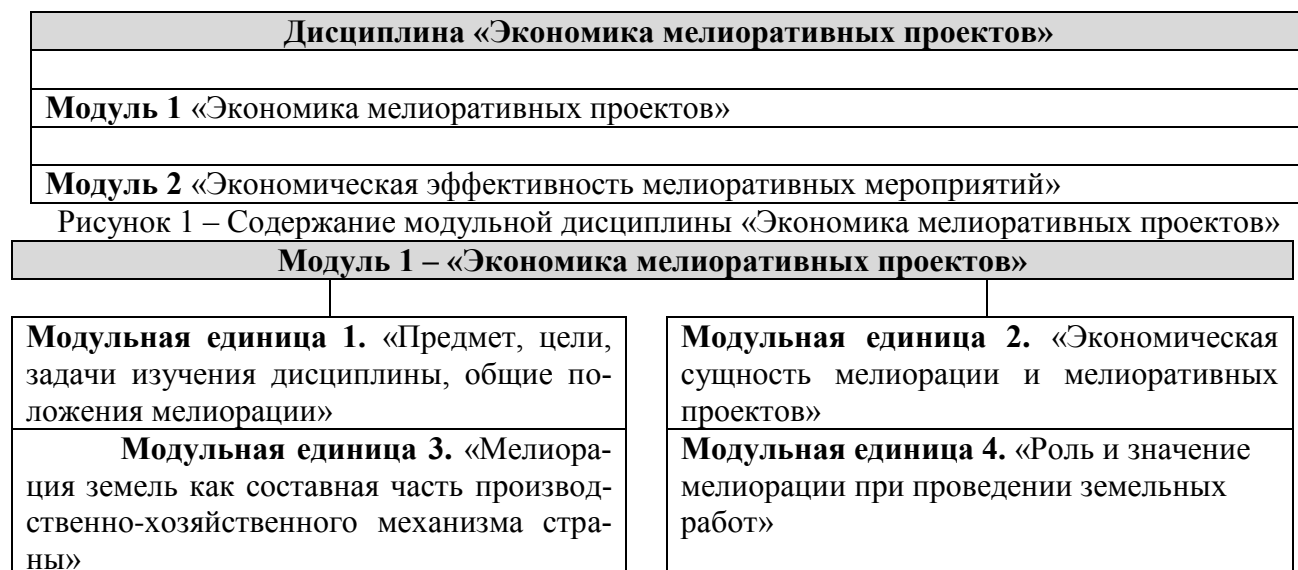 Дисциплина «Экономика мелиоративных проектов»
Модуль 1 «Экономика мелиоративных проектов»
Модуль 2 «Экономическая эффективность мелиоративных мероприятий»
Рисунок 1 – Содержание модульной дисциплины «Экономика мелиоративных проектов»
Модуль 1 – «Экономика мелиоративных проектов»
Модульная единица 1. «Предмет, цели,
задачи изучения дисциплины, общие по-
ложения мелиорации»
Модульная единица 2. «Экономическая
сущность мелиорации и мелиоративных
проектов»
Модульная единица 3. «Мелиора-
ция земель как составная часть производ-
ственно-хозяйственного механизма стра-
ны»
Модульная единица 4. «Роль и значение
мелиорации при проведении земельных
работ»